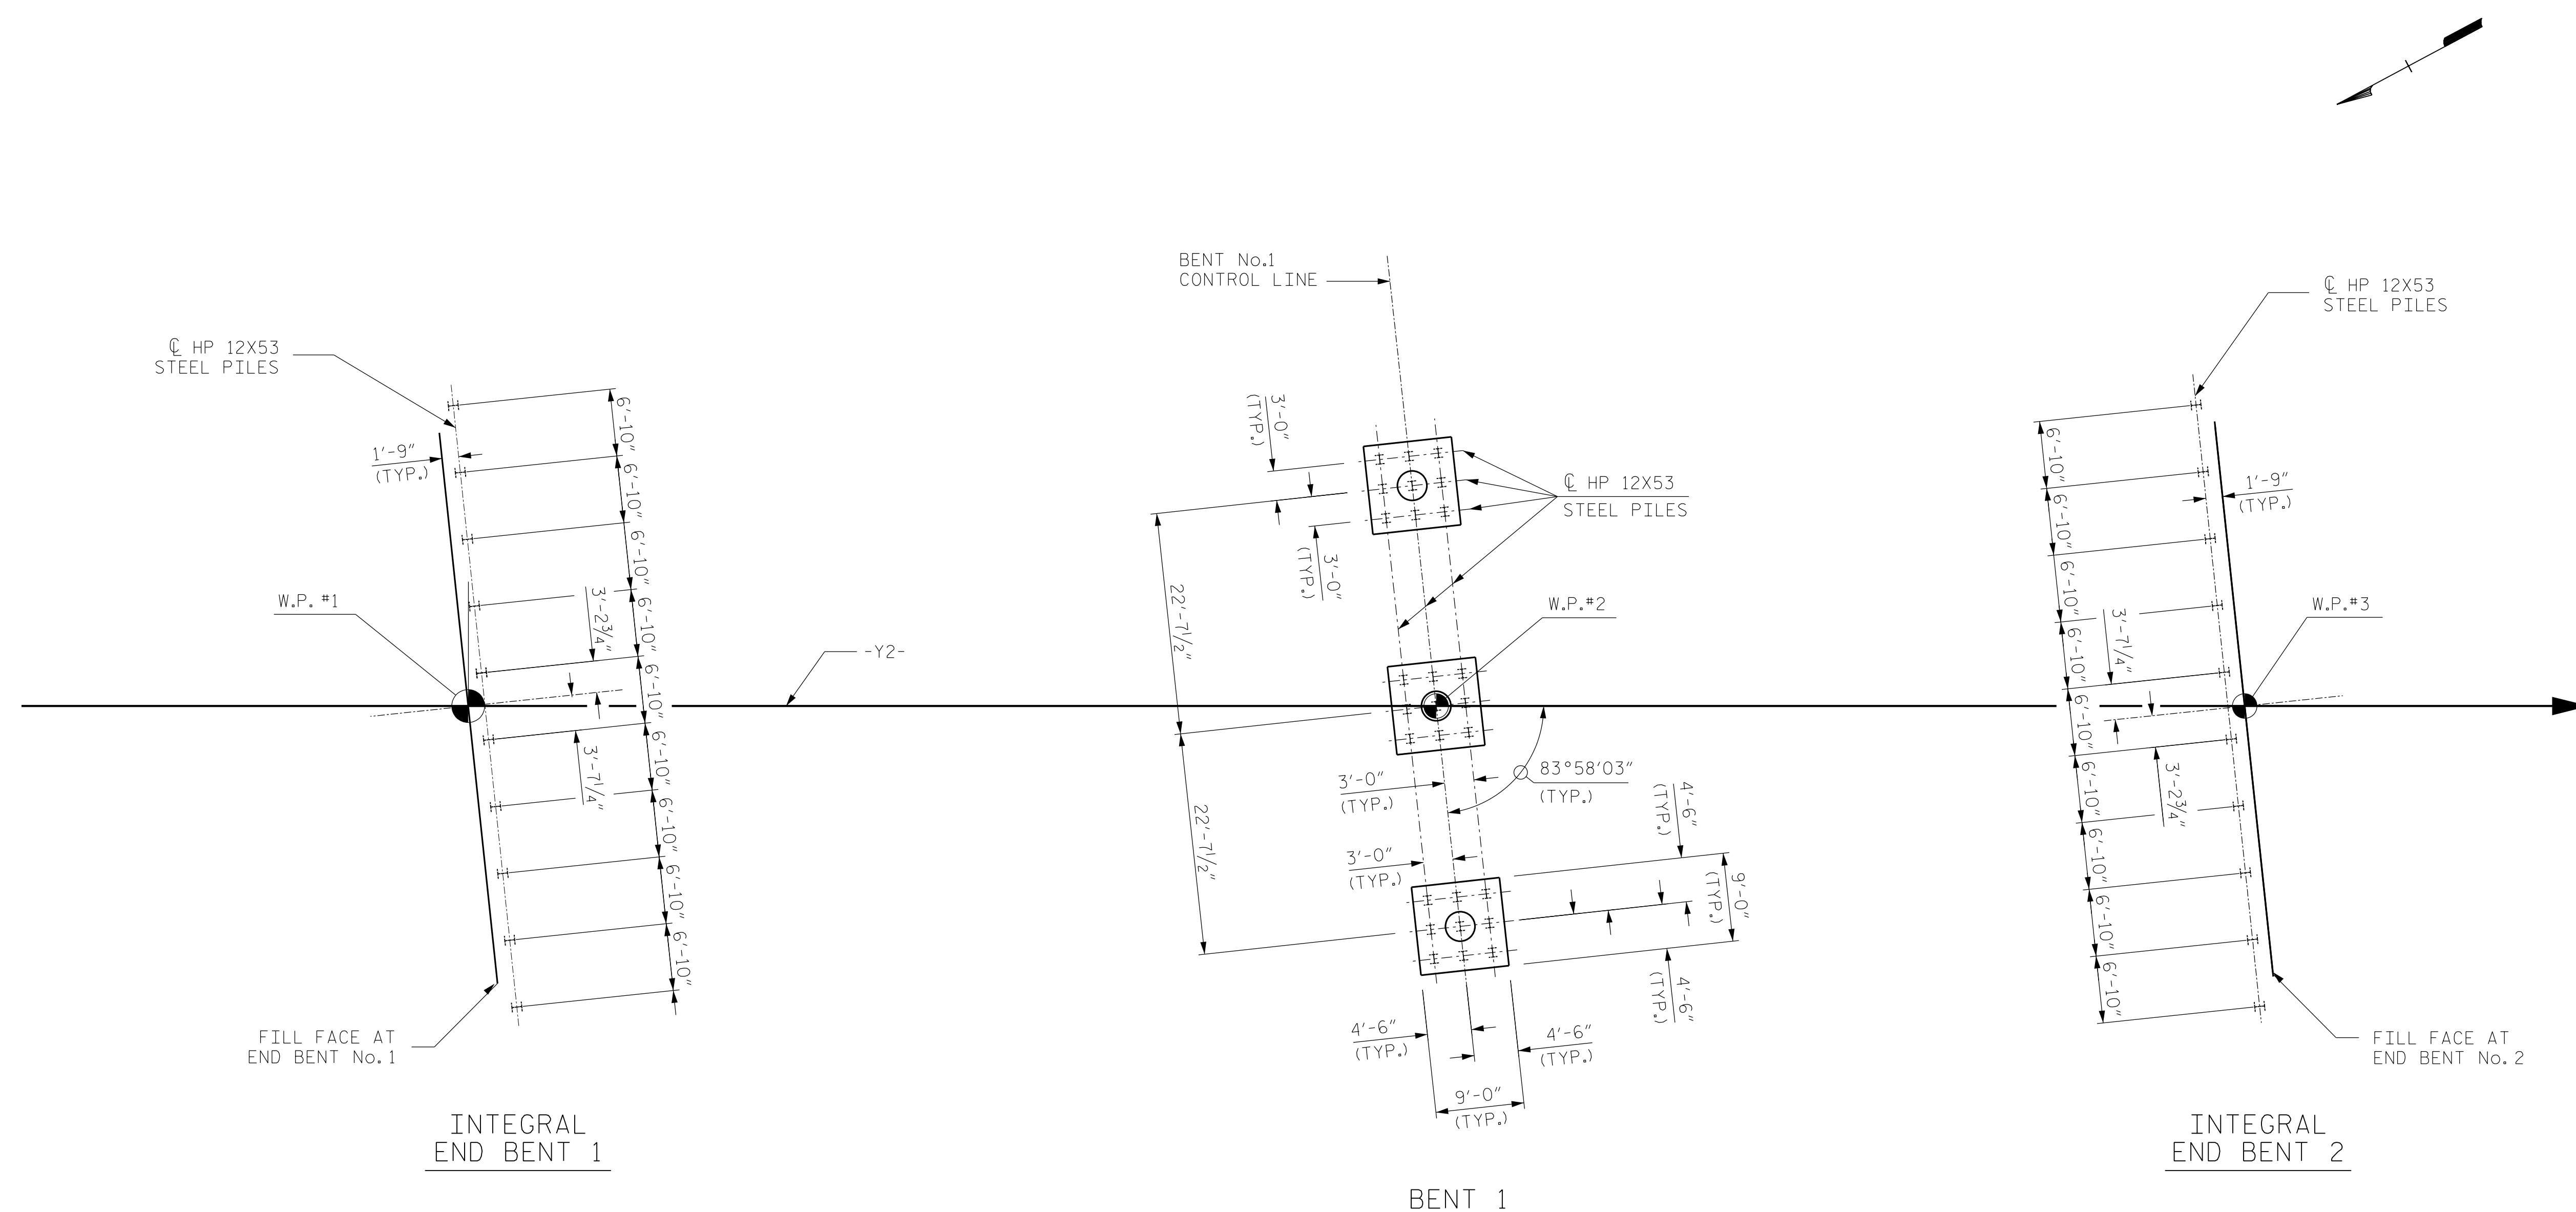 BENT No.1
CONTROL LINE
℄ HP 12X53
STEEL PILES
℄ HP 12X53
STEEL PILES
1'-9"
(TYP.)
6'-10"
6'-10"
6'-10"
6'-10"
6'-10"
6'-10"
6'-10"
6'-10"
6'-10"
3'-2¾"
3'-7¼"
W.P. #1
-Y2-
FILL FACE AT
END BENT No.1
INTEGRAL
END BENT 1
3'-0"
(TYP.)
3'-0"
(TYP.)
℄ HP 12X53
STEEL PILES
22'-7½"
22'-7½"
W.P.#2
83°58'03"
(TYP.)
3'-0"
(TYP.)
3'-0"
(TYP.)
4'-6"
(TYP.)
9'-0"
(TYP.)
4'-6"
(TYP.)
4'-6"
(TYP.)
4'-6"
(TYP.)
9'-0"
(TYP.)
BENT 1
6'-10"
6'-10"
6'-10"
6'-10"
6'-10"
6'-10"
6'-10"
6'-10"
6'-10"
1'-9"
(TYP.)
3'-7¼"
3'-2¾"
W.P.#3
FILL FACE AT
END BENT No.2
INTEGRAL
END BENT 2